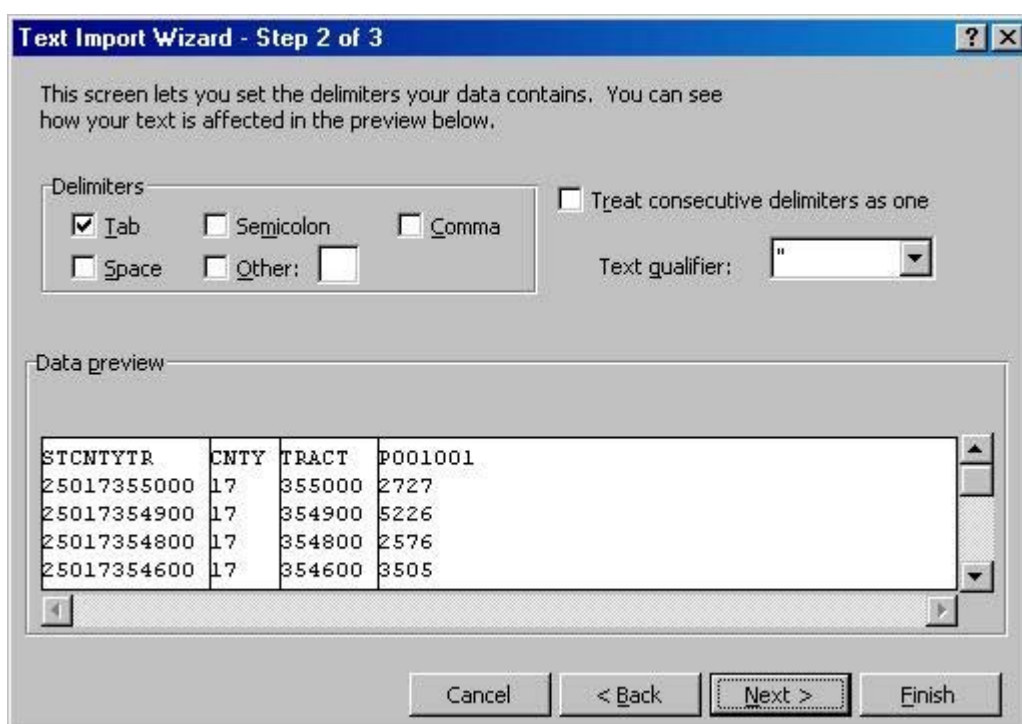 Text Import Wizard - Step 2 of 3
This screen lets you set the delimiters your data contains. You can see
how your text is affected in the preview below.
Delimiters
Tab Semicolon Comma
Space Other:
Treat consecutive delimiters as one
Text qualifier: "
Data preview
STCNTYTR CNTY TRACT P001001
25017355000 17 355000 2727
25017354900 17 354900 5226
25017354800 17 354800 2576
25017354600 17 354600 3505
Cancel < Back Next > Finish